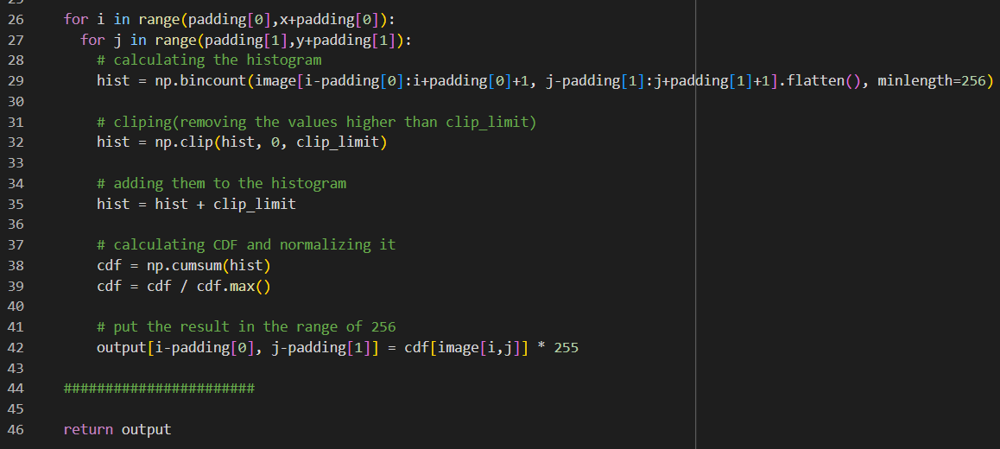 26 for i in range(padding[0],x+padding[0]):
27 for j in range(padding[1],y+padding[1]):
28 # calculating the histogram
29 hist = np.bincount(image[i-padding[0]:i+padding[0]+1, j-padding[1]:j+padding[1]+1].flatten(), minlength=256)
30
31 # cliping(removing the values higher than clip_limit)
32 hist = np.clip(hist, 0, clip_limit)
33
34 # adding them to the histogram
35 hist = hist + clip_limit
36
37 # calculating CDF and normalizing it
38 cdf = np.cumsum(hist)
39 cdf = cdf / cdf.max()
40
41 # put the result in the range of 256
42 output[i-padding[0], j-padding[1]] = cdf[image[i,j]] * 255
43
44 #######################
45
46 return output